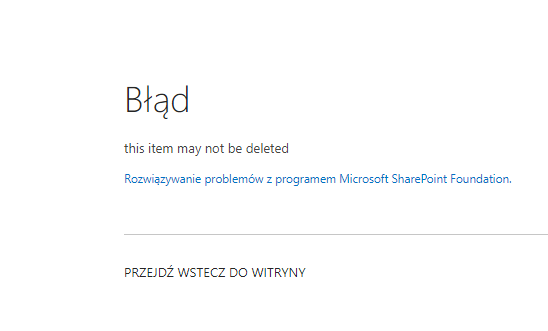 Błąd
this item may not be deleted
Rozwiązywanie problemów z programem Microsoft SharePoint Foundation.
PRZEJDŹ WSTECZ DO WITRYNY